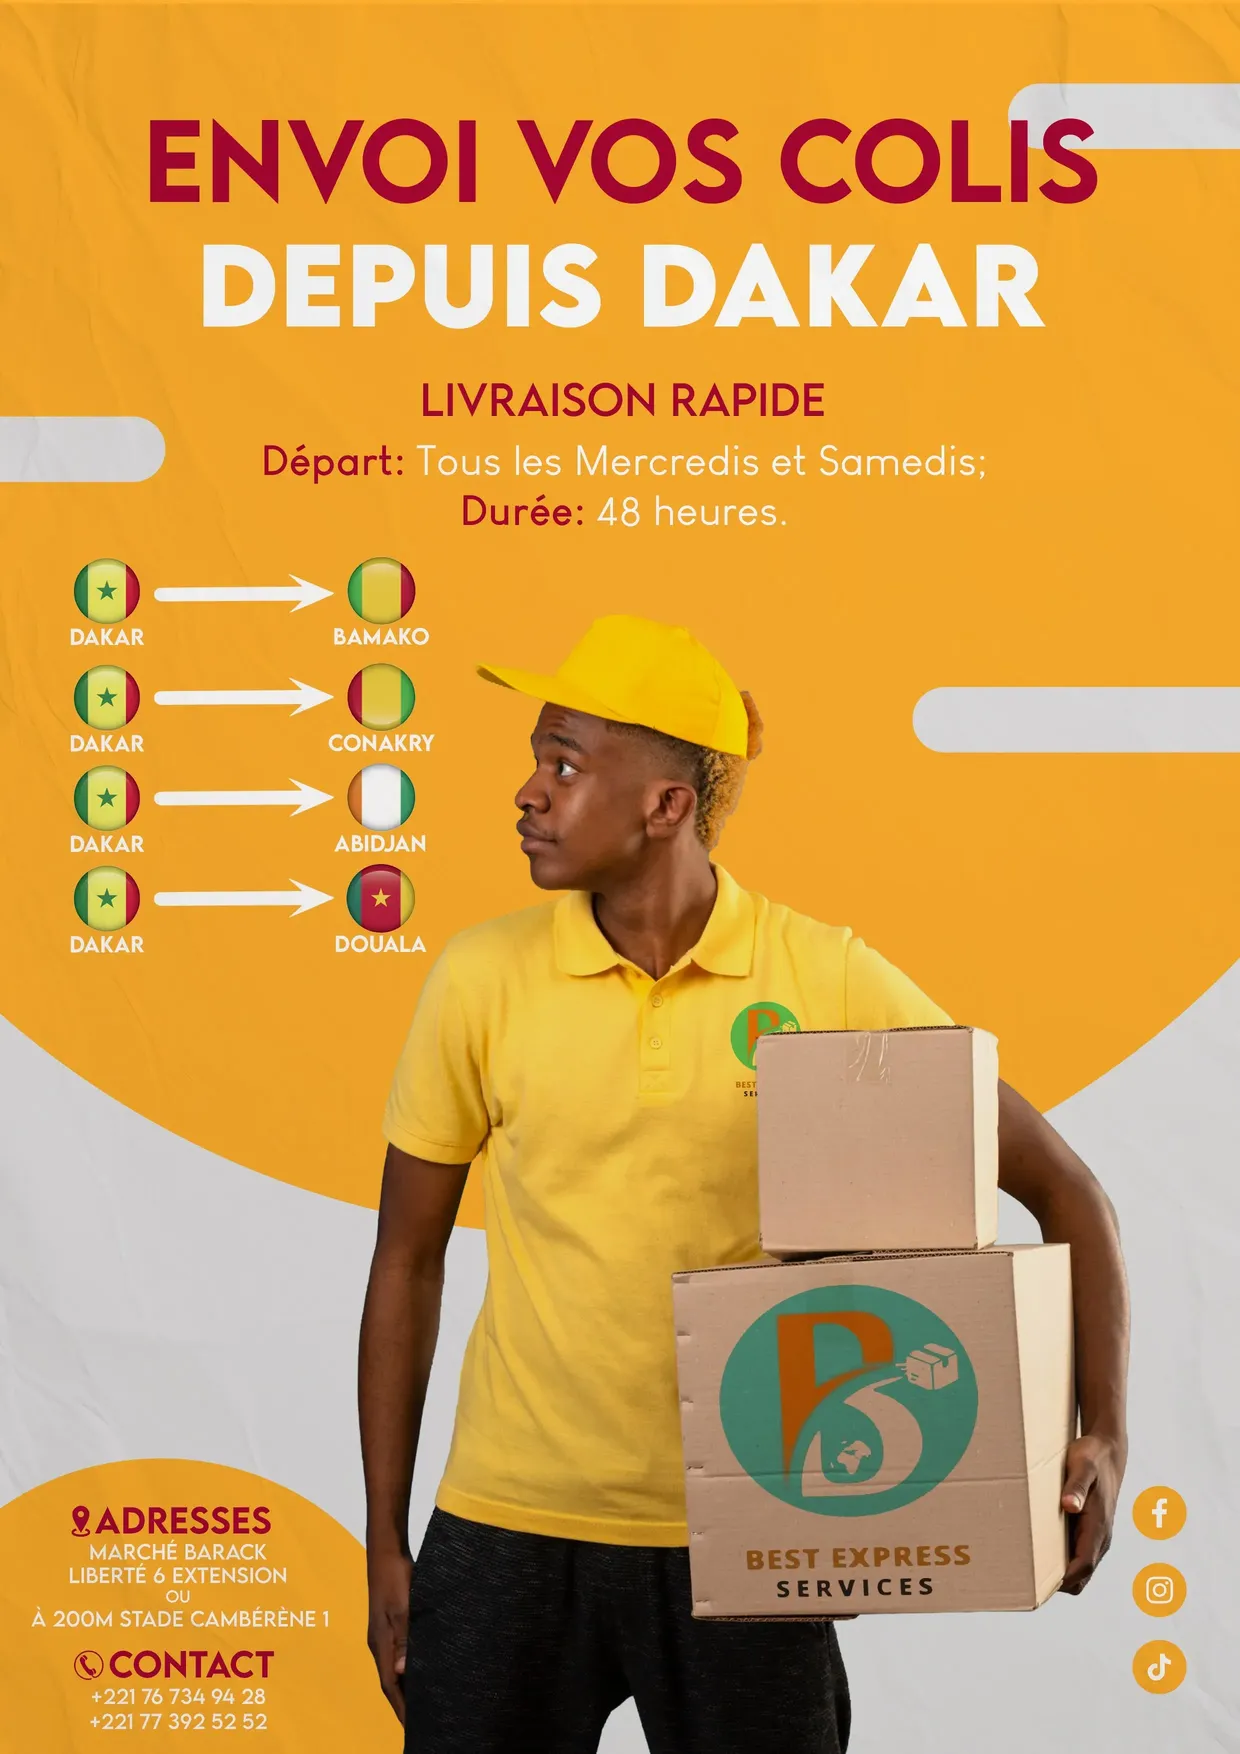 ENVOI VOS COLIS
DEPUIS DAKAR
LIVRAISON RAPIDE
Départ: Tous les Mercredis et Samedis;
Durée: 48 heures.
DAKAR BAMAKO
DAKAR CONAKRY
DAKAR ABIDJAN
DAKAR DOUALA
BEST
BEST EXPRESS
SERVICES
ADRESSES
MARCHÉ BARACK
LIBERTÉ 6 EXTENSION
OU
À 200M STADE CAMBÉRÈNE 1
CONTACT
+221 76 734 94 28
+221 77 392 52 52